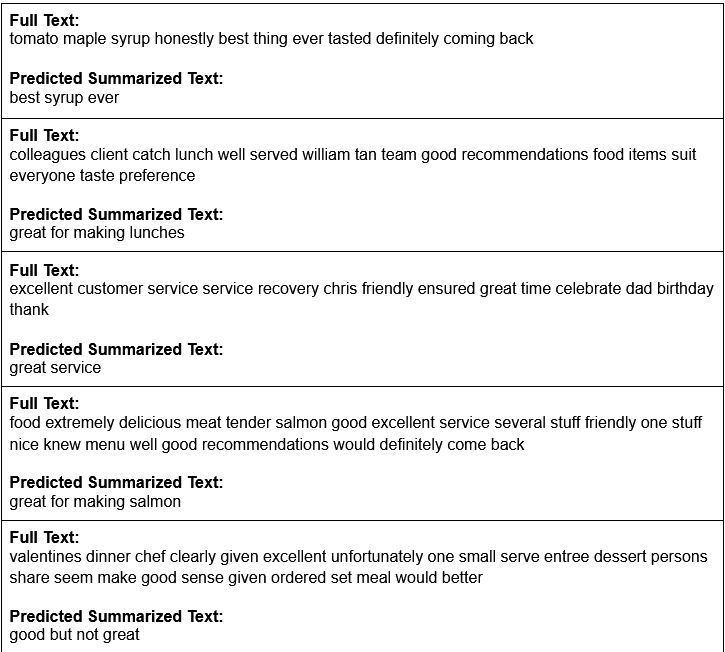 Full Text:
tomato maple syrup honestly best thing ever tasted definitely coming back
Predicted Summarized Text:
best syrup ever
Full Text:
colleagues client catch lunch well served william tan team good recommendations food items suit
everyone taste preference
Predicted Summarized Text:
great for making lunches
Full Text:
excellent customer service service recovery chris friendly ensured great time celebrate dad birthday
thank
Predicted Summarized Text:
great service
Full Text:
food extremely delicious meat tender salmon good excellent service several stuff friendly one stuff
nice knew menu well good recommendations would definitely come back
Predicted Summarized Text:
great for making salmon
Full Text:
valentines dinner chef clearly given excellent unfortunately one small serve entree dessert persons
share seem make good sense given ordered set meal would better
Predicted Summarized Text:
good but not great